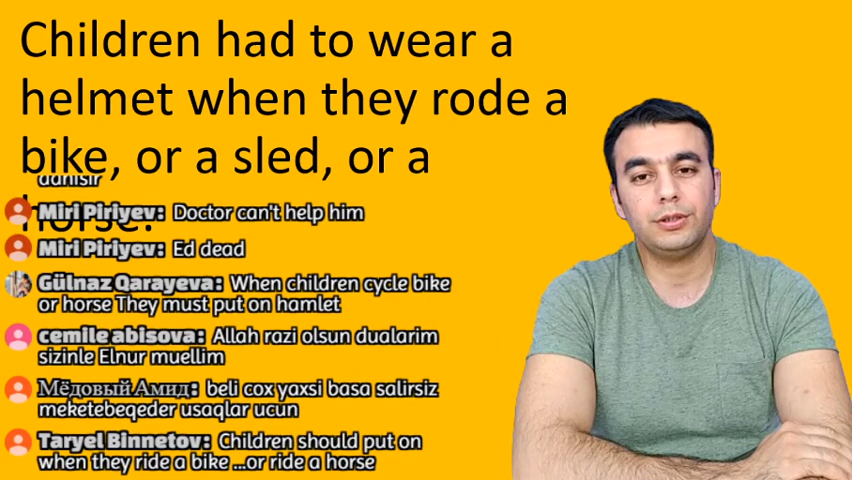 Children had to wear a
helmet when they rode a
bike, or a sled, or a
horse.
danisir
Miri Piriyev: Doctor can't help him
Miri Piriyev: Ed dead
Gülnaz Qarayeva: When children cycle bike
or horse They must put on hamlet
cemile abisova: Allah razi olsun dualarim
sizinle Elnur muellim
Мёдовый Амид: beli cox yaxsi basa salirsiz
meketebeqeder usaqlar ucun
Taryel Binnetov: Children should put on
when they ride a bike ...or ride a horse